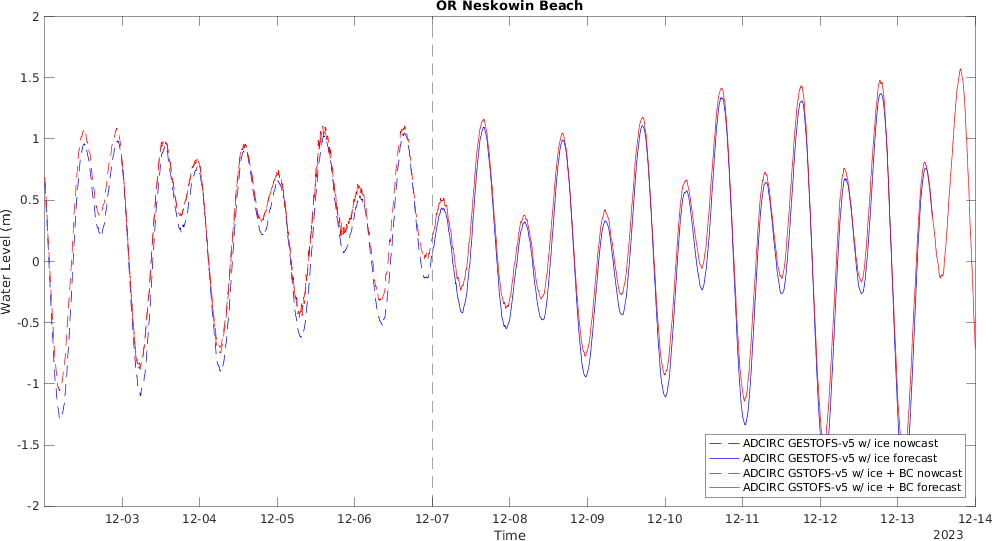 OR Neskowin Beach
2
1.5
1
0.5
0
-0.5
-1
-1.5
-2
Water Level (m)
ADCIRC GESTOFS-v5 w/ ice nowcast
ADCIRC GESTOFS-v5 w/ ice forecast
ADCIRC GSTOFS-v5 w/ ice + BC nowcast
ADCIRC GSTOFS-v5 w/ ice + BC forecast
12-03 12-04 12-05 12-06 12-07 12-08 12-09 12-10 12-11 12-12 12-13 12-14
Time
2023